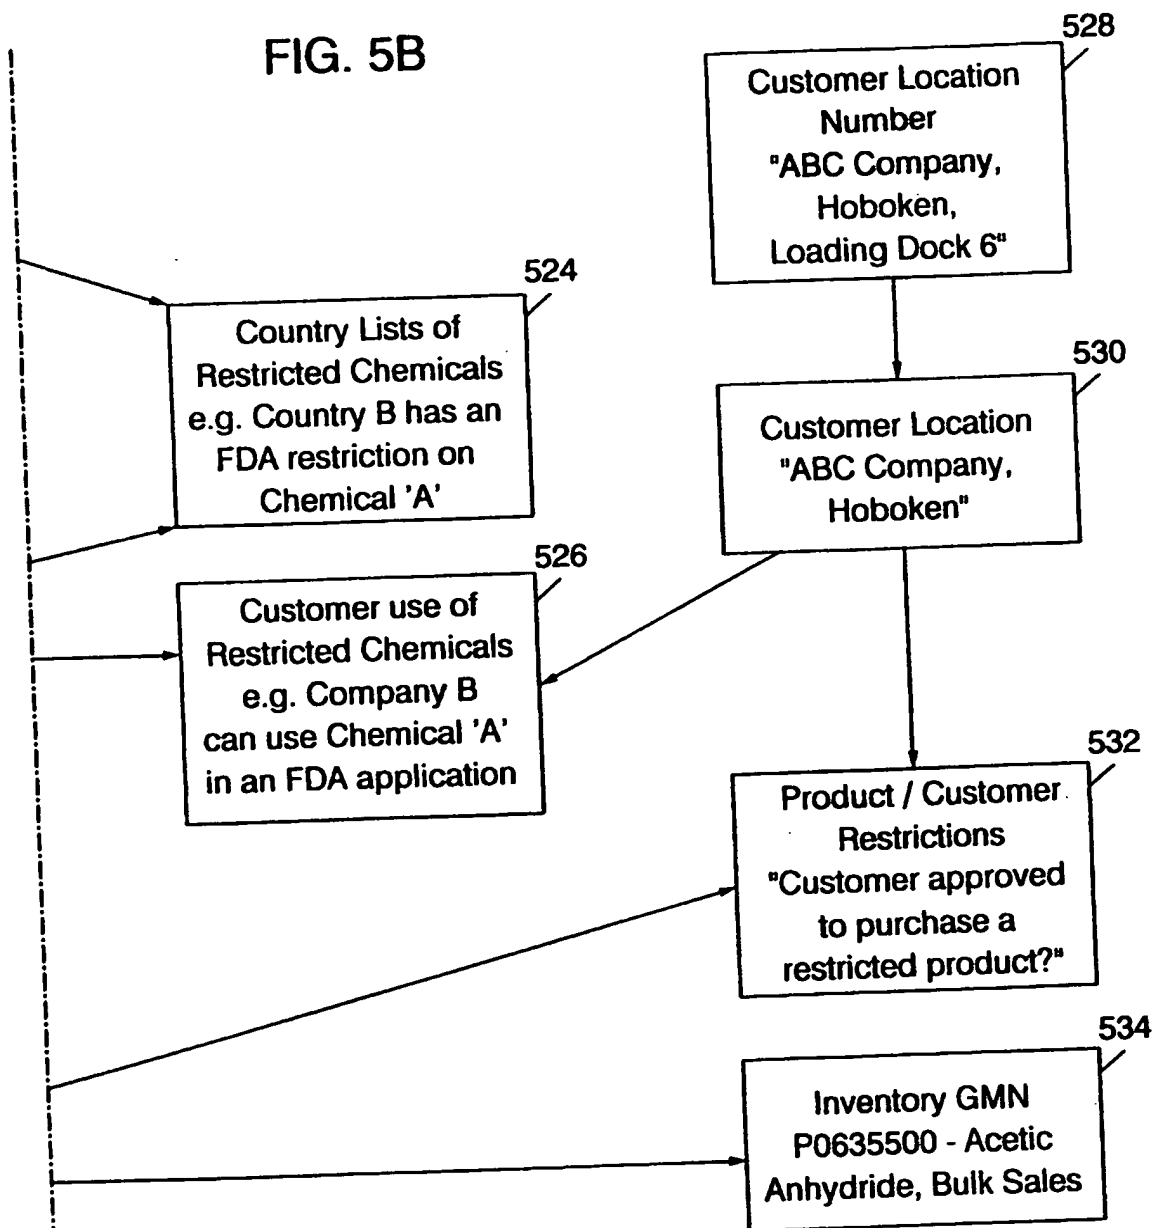 FIG. 5B
528
Customer Location
Number
"ABC Company,
Hoboken,
Loading Dock 6"
524
Country Lists of
Restricted Chemicals
e.g. Country B has an
FDA restriction on
Chemical 'A'
530
Customer Location
"ABC Company,
Hoboken"
526
Customer use of
Restricted Chemicals
e.g. Company B
can use Chemical 'A'
in an FDA application
532
Product / Customer
Restrictions
"Customer approved
to purchase a
restricted product?"
534
Inventory GMN
P0635500 - Acetic
Anhydride, Bulk Sales